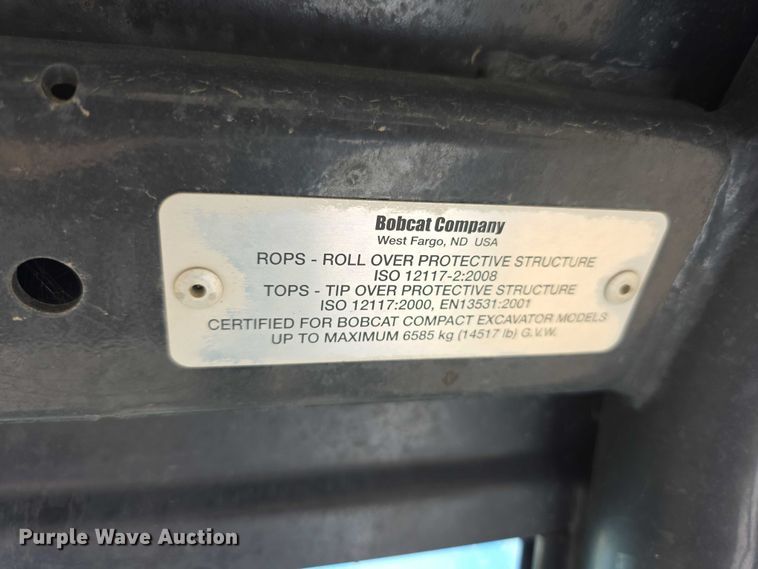 Bobcat Company
West Fargo, ND USA
ROPS - ROLL OVER PROTECTIVE STRUCTURE
ISO 12117-2:2008
TOPS - TIP OVER PROTECTIVE STRUCTURE
ISO 12117:2000, EN13531:2001
CERTIFIED FOR BOBCAT COMPACT EXCAVATOR MODELS
UP TO MAXIMUM 6585 kg (14517 lb) G.V.W.
Purple Wave Auction